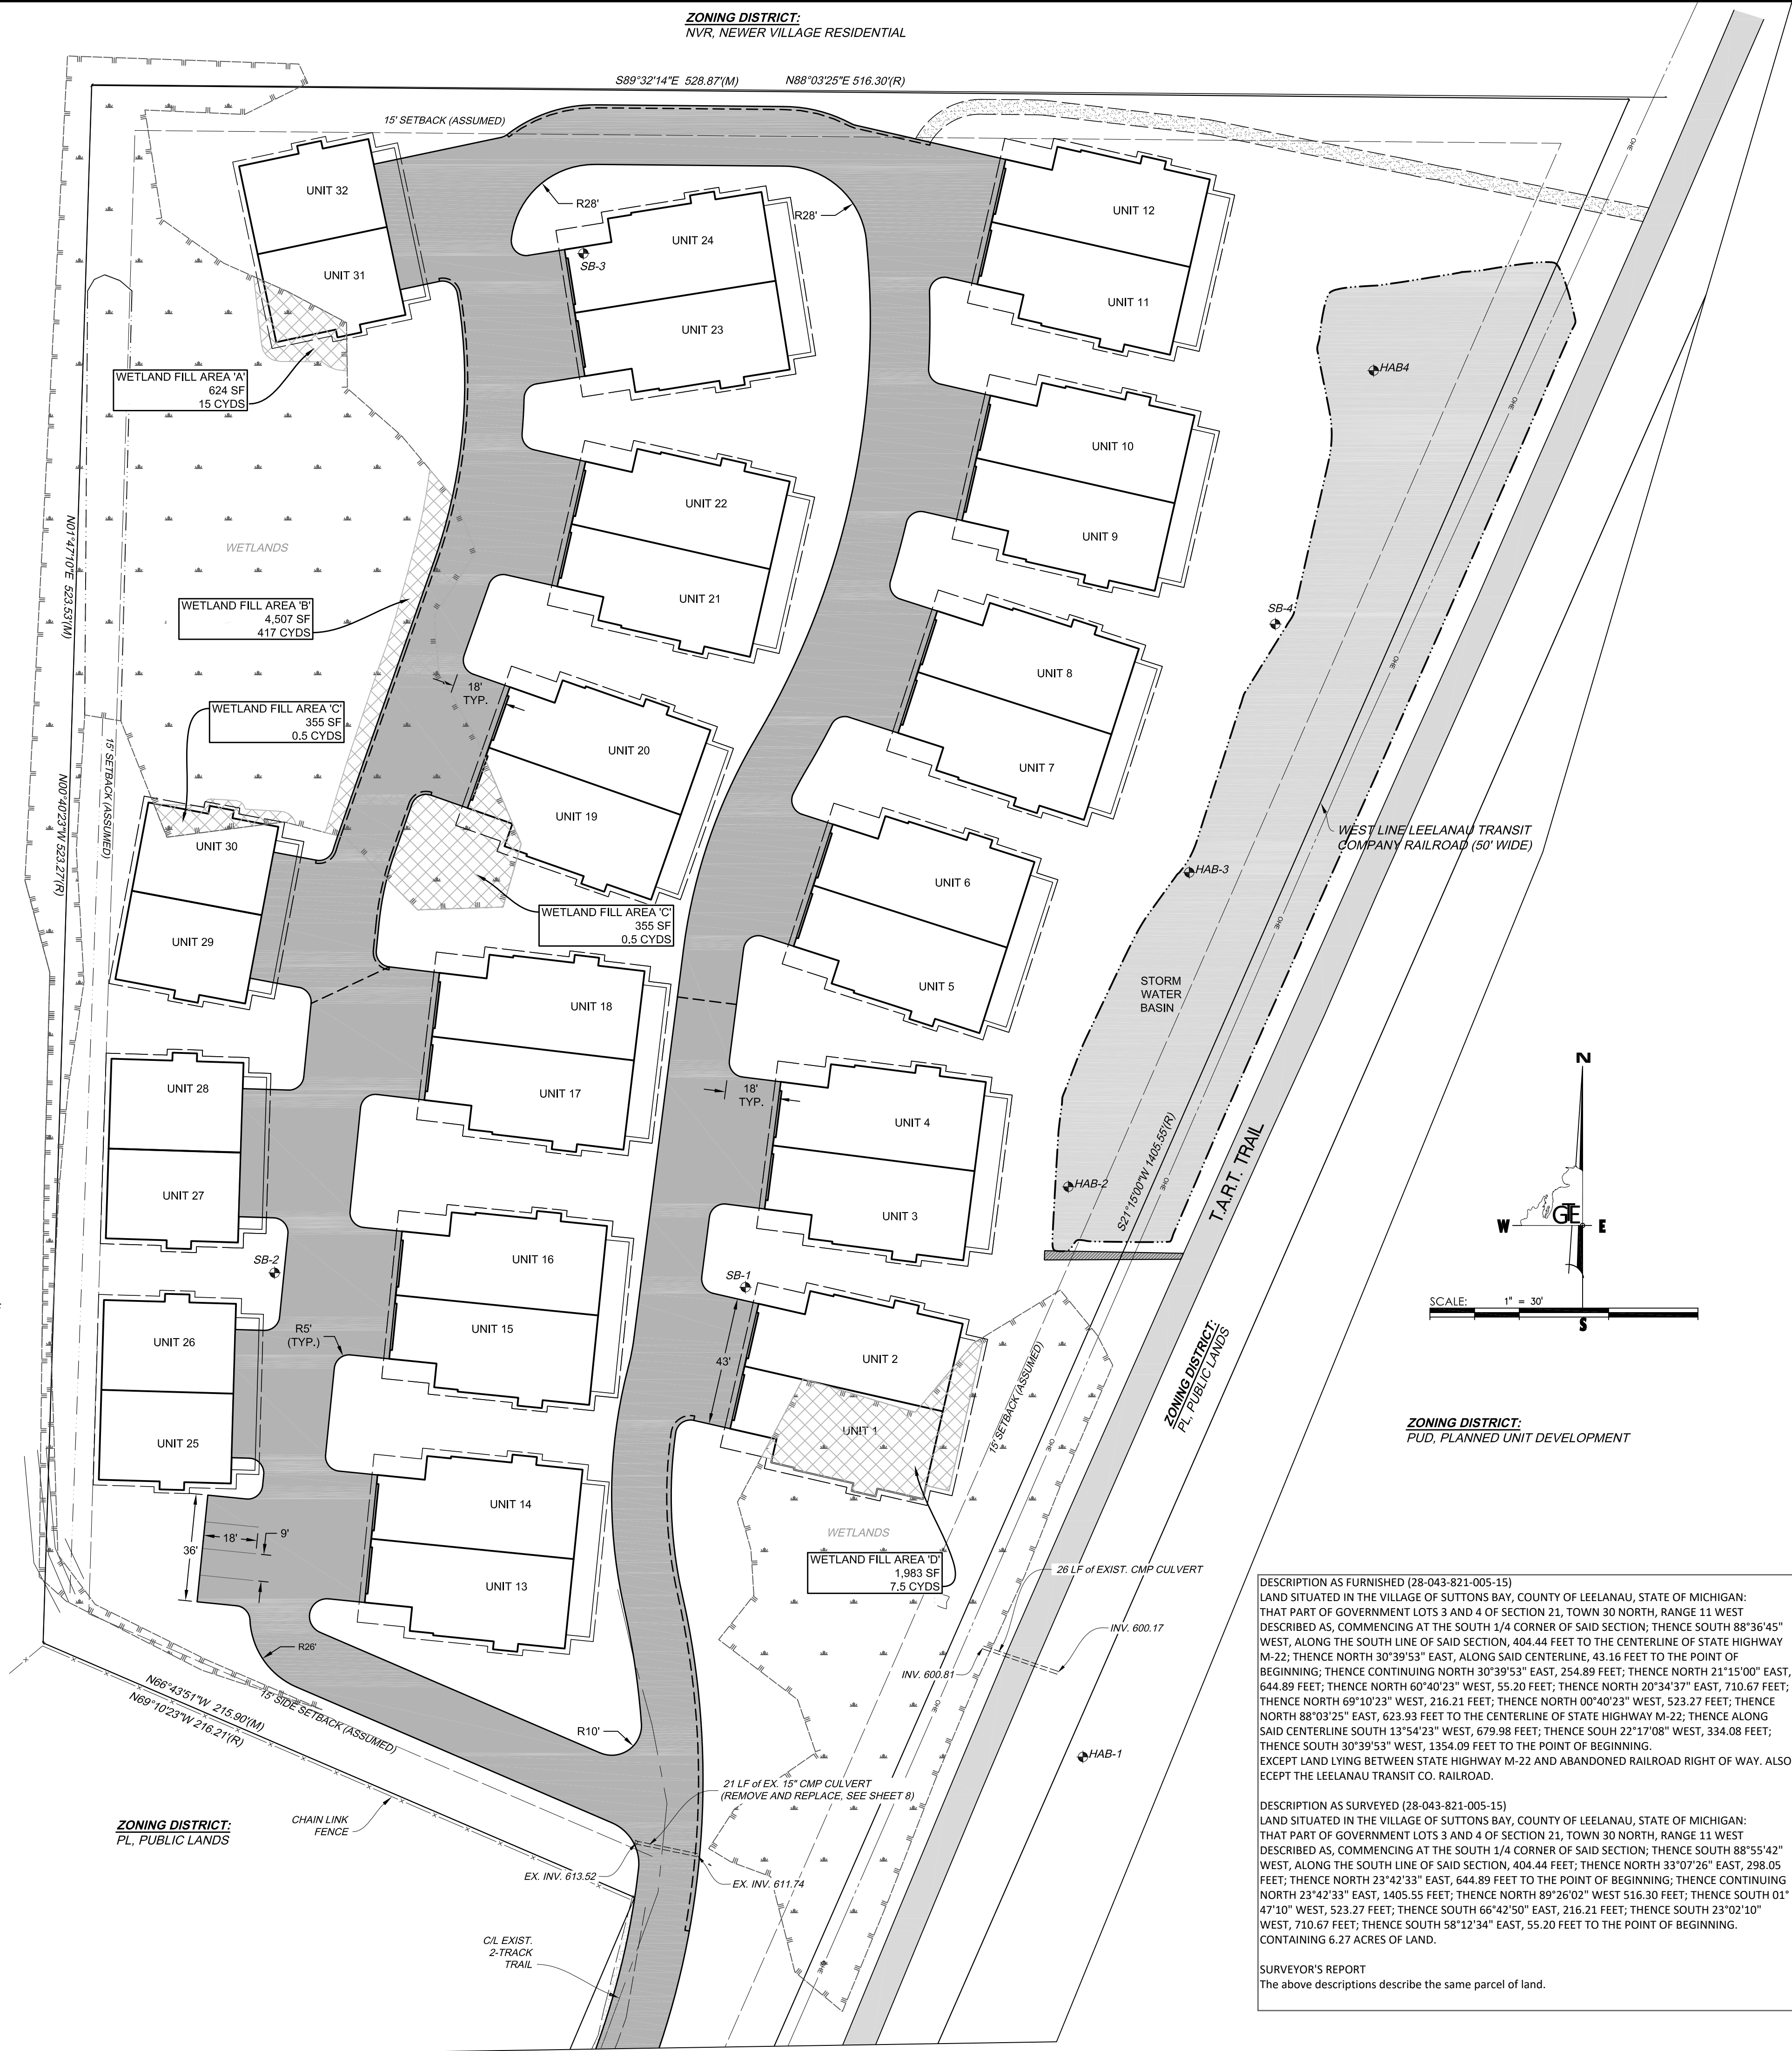 ZONING DISTRICT:
NVR, NEWER VILLAGE RESIDENTIAL
S89°32'14"E 528.87'(M)
N88°03'25"E 516.30'(R)
15' SETBACK (ASSUMED)
OHE
UNIT 32
UNIT 31
R28'
R28'
UNIT 24
SB-3
UNIT 23
UNIT 12
UNIT 11
HAB4
OHE
WETLAND FILL AREA 'A'
624 SF
15 CYDS
UNIT 10
UNIT 9
UNIT 22
UNIT 21
N01°47'10"E 523.53'(M)
WETLANDS
WETLAND FILL AREA 'B'
4,507 SF
417 CYDS
SB-4
OHE
UNIT 8
UNIT 7
18'
TYP.
WETLAND FILL AREA 'C'
355 SF
0.5 CYDS
UNIT 20
UNIT 19
15' SETBACK (ASSUMED)
N00°40'23"W 523.27'(R)
WEST LINE LEELANAU TRANSIT
COMPANY RAILROAD (50' WIDE)
UNIT 30
UNIT 29
UNIT 6
UNIT 5
HAB-3
OHE
WETLAND FILL AREA 'C'
355 SF
0.5 CYDS
STORM
WATER
BASIN
UNIT 18
UNIT 17
UNIT 28
UNIT 27
18'
TYP.
UNIT 4
UNIT 3
HAB-2
S21°15'00"W 1405.55'(R)
OHE
T.A.R.T. TRAIL
N
W
GTE
E
S
SCALE: 1" = 30'
SB-2
UNIT 16
UNIT 15
SB-1
R5'
(TYP.)
UNIT 26
UNIT 25
43'
UNIT 2
UNIT 1
15' SETBACK (ASSUMED)
OHE
ZONING DISTRICT:
PL, PUBLIC LANDS
ZONING DISTRICT:
PUD, PLANNED UNIT DEVELOPMENT
UNIT 14
UNIT 13
36'
18'
9'
WETLANDS
WETLAND FILL AREA 'D'
1,983 SF
7.5 CYDS
26 LF of EXIST. CMP CULVERT
INV. 600.17
INV. 600.81
OHE
R26'
R10'
N66°43'51"W 215.90'(M)
N69°10'23"W 216.21'(R)
15' SIDE SETBACK (ASSUMED)
HAB-1
21 LF of EX. 15" CMP CULVERT
(REMOVE AND REPLACE, SEE SHEET 8)
ZONING DISTRICT:
PL, PUBLIC LANDS
CHAIN LINK
FENCE
EX. INV. 613.52
EX. INV. 611.74
C/L EXIST.
2-TRACK
TRAIL
OHE
DESCRIPTION AS FURNISHED (28-043-821-005-15)
LAND SITUATED IN THE VILLAGE OF SUTTONS BAY, COUNTY OF LEELANAU, STATE OF MICHIGAN:
THAT PART OF GOVERNMENT LOTS 3 AND 4 OF SECTION 21, TOWN 30 NORTH, RANGE 11 WEST
DESCRIBED AS, COMMENCING AT THE SOUTH 1/4 CORNER OF SAID SECTION; THENCE SOUTH 88°36'45"
WEST, ALONG THE SOUTH LINE OF SAID SECTION, 404.44 FEET TO THE CENTERLINE OF STATE HIGHWAY
M-22; THENCE NORTH 30°39'53" EAST, ALONG SAID CENTERLINE, 43.16 FEET TO THE POINT OF
BEGINNING; THENCE CONTINUING NORTH 30°39'53" EAST, 254.89 FEET; THENCE NORTH 21°15'00" EAST,
644.89 FEET; THENCE NORTH 60°40'23" WEST, 55.20 FEET; THENCE NORTH 20°34'37" EAST, 710.67 FEET;
THENCE NORTH 69°10'23" WEST, 216.21 FEET; THENCE NORTH 00°40'23" WEST, 523.27 FEET; THENCE
NORTH 88°03'25" EAST, 623.93 FEET TO THE CENTERLINE OF STATE HIGHWAY M-22; THENCE ALONG
SAID CENTERLINE SOUTH 13°54'23" WEST, 679.98 FEET; THENCE SOUH 22°17'08" WEST, 334.08 FEET;
THENCE SOUTH 30°39'53" WEST, 1354.09 FEET TO THE POINT OF BEGINNING.
EXCEPT LAND LYING BETWEEN STATE HIGHWAY M-22 AND ABANDONED RAILROAD RIGHT OF WAY. ALSO
ECEPT THE LEELANAU TRANSIT CO. RAILROAD.
DESCRIPTION AS SURVEYED (28-043-821-005-15)
LAND SITUATED IN THE VILLAGE OF SUTTONS BAY, COUNTY OF LEELANAU, STATE OF MICHIGAN:
THAT PART OF GOVERNMENT LOTS 3 AND 4 OF SECTION 21, TOWN 30 NORTH, RANGE 11 WEST
DESCRIBED AS, COMMENCING AT THE SOUTH 1/4 CORNER OF SAID SECTION; THENCE SOUTH 88°55'42"
WEST, ALONG THE SOUTH LINE OF SAID SECTION, 404.44 FEET; THENCE NORTH 33°07'26" EAST, 298.05
FEET; THENCE NORTH 23°42'33" EAST, 644.89 FEET TO THE POINT OF BEGINNING; THENCE CONTINUING
NORTH 23°42'33" EAST, 1405.55 FEET; THENCE NORTH 89°26'02" WEST 516.30 FEET; THENCE SOUTH 01°
47'10" WEST, 523.27 FEET; THENCE SOUTH 66°42'50" EAST, 216.21 FEET; THENCE SOUTH 23°02'10"
WEST, 710.67 FEET; THENCE SOUTH 58°12'34" EAST, 55.20 FEET TO THE POINT OF BEGINNING.
CONTAINING 6.27 ACRES OF LAND.
SURVEYOR'S REPORT
The above descriptions describe the same parcel of land.